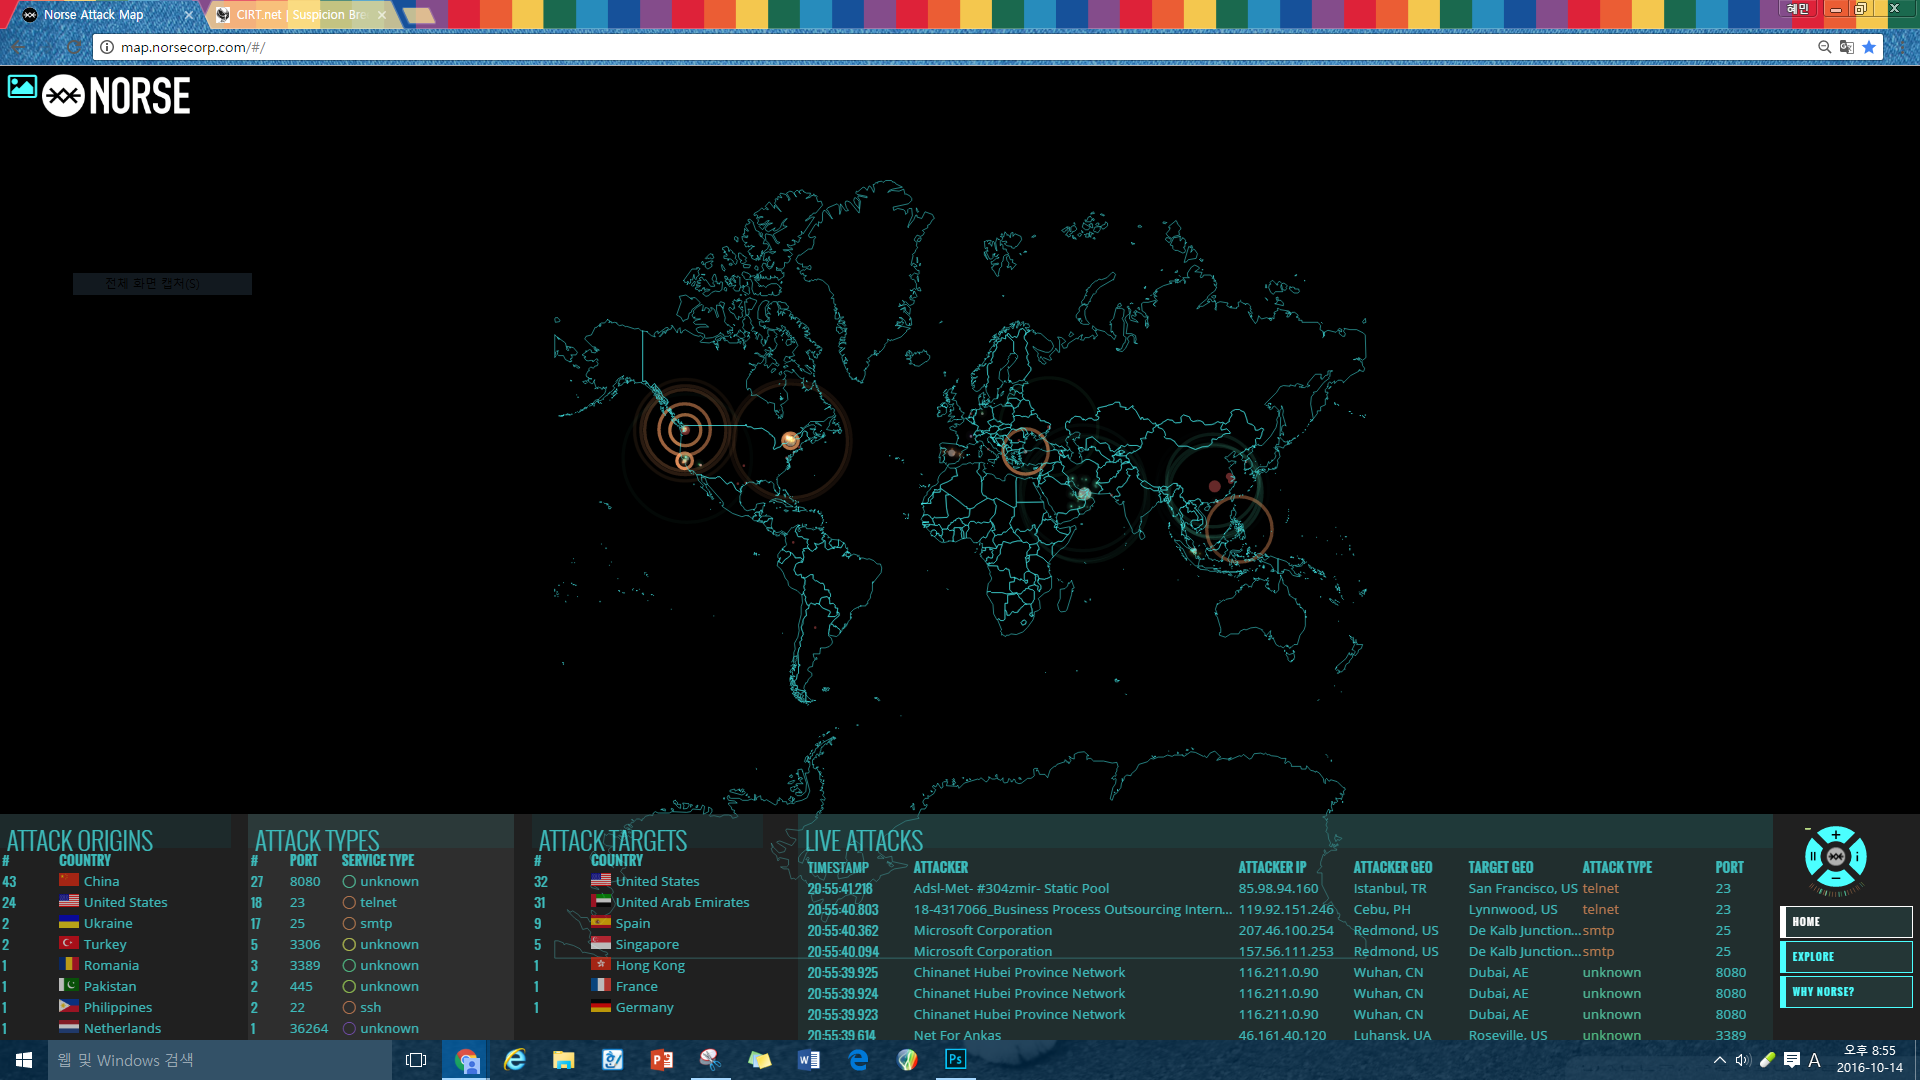 Norse Attack Map
CIRT.net | Suspicion Bre
혜민
map.norsecorp.com/#/
NORSE
전체 화면 캡처(S)
ATTACK ORIGINS
# COUNTRY
43 China
24 United States
2 Ukraine
2 Turkey
1 Romania
1 Pakistan
1 Philippines
1 Netherlands
ATTACK TYPES
# PORT SERVICE TYPE
27 8080 unknown
18 23 telnet
17 25 smtp
5 3306 unknown
3 3389 unknown
2 445 unknown
2 22 ssh
1 36264 unknown
ATTACK TARGETS
# COUNTRY
32 United States
31 United Arab Emirates
9 Spain
5 Singapore
1 Hong Kong
1 France
1 Germany
LIVE ATTACKS
TIMESTAMP ATTACKER ATTACKER IP ATTACKER GEO TARGET GEO ATTACK TYPE PORT
20:55:41.218 Adsl-Met- #304zmir- Static Pool 85.98.94.160 Istanbul, TR San Francisco, US telnet 23
20:55:40.803 18-4317066_Business Process Outsourcing Intern... 119.92.151.246 Cebu, PH Lynnwood, US telnet 23
20:55:40.362 Microsoft Corporation 207.46.100.254 Redmond, US De Kalb Junction... smtp 25
20:55:40.094 Microsoft Corporation 157.56.111.253 Redmond, US De Kalb Junction... smtp 25
20:55:39.925 Chinanet Hubei Province Network 116.211.0.90 Wuhan, CN Dubai, AE unknown 8080
20:55:39.924 Chinanet Hubei Province Network 116.211.0.90 Wuhan, CN Dubai, AE unknown 8080
20:55:39.923 Chinanet Hubei Province Network 116.211.0.90 Wuhan, CN Dubai, AE unknown 8080
20:55:39.614 Net For Ankas 46.161.40.120 Luhansk, UA Roseville, US unknown 3389
HOME
EXPLORE
WHY NORSE?
웹 및 Windows 검색
A
오후 8:55
2016-10-14